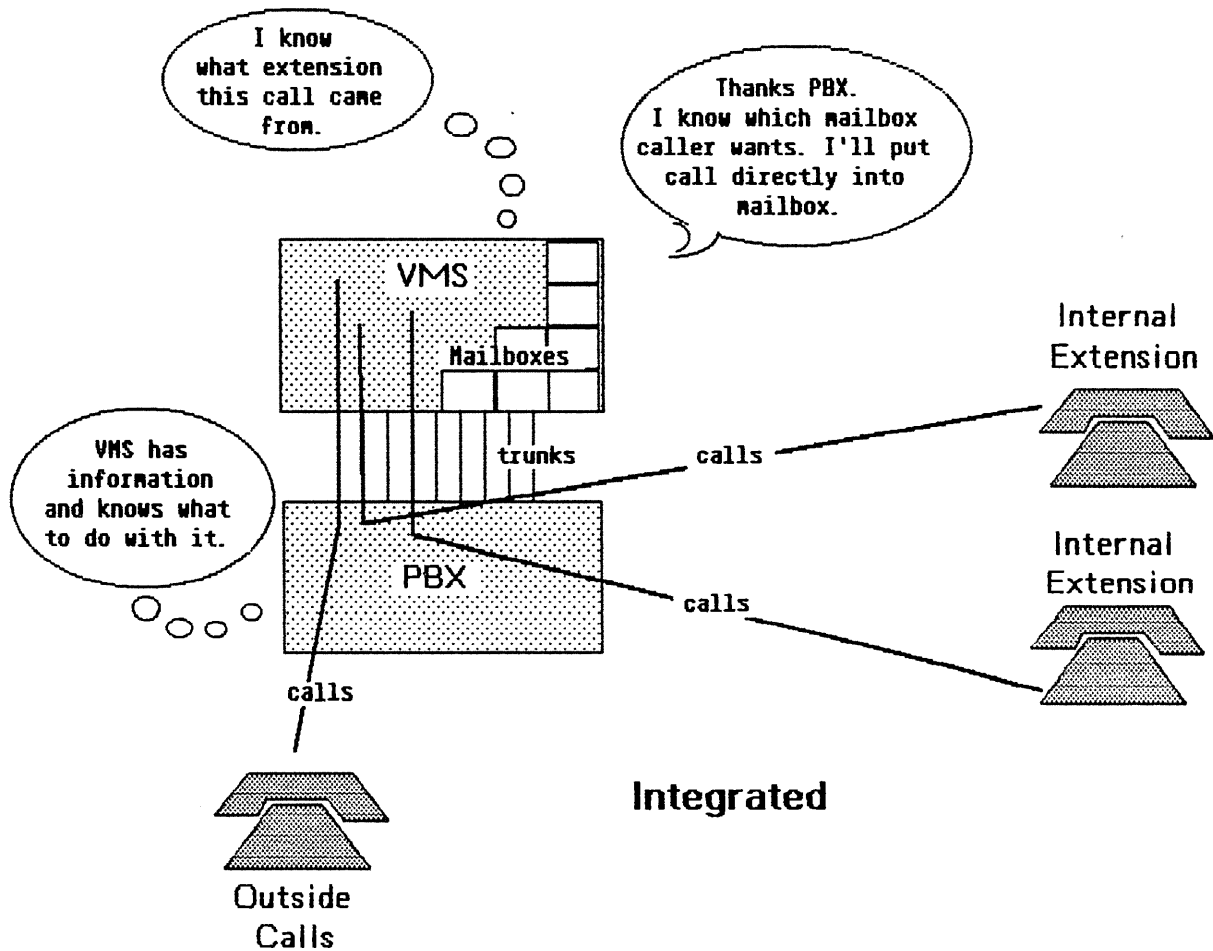 I know
what extension
this call came
from.
Thanks PBX.
I know which mailbox
caller wants. I'll put
call directly into
mailbox.
VMS
Mailboxes
Internal
Extension
VMS has
information
and knows what
to do with it.
trunks
calls
PBX
Internal
Extension
calls
calls
Integrated
Outside
Calls